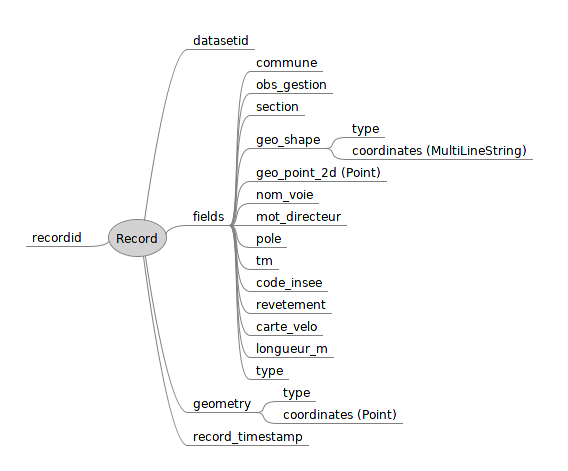 datasetid
commune
obs_gestion
section
type
geo_shape
coordinates (MultiLineString)
geo_point_2d (Point)
nom_voie
fields
mot_directeur
recordid
Record
pole
tm
code_insee
revetement
carte_velo
longueur_m
type
type
geometry
coordinates (Point)
record_timestamp